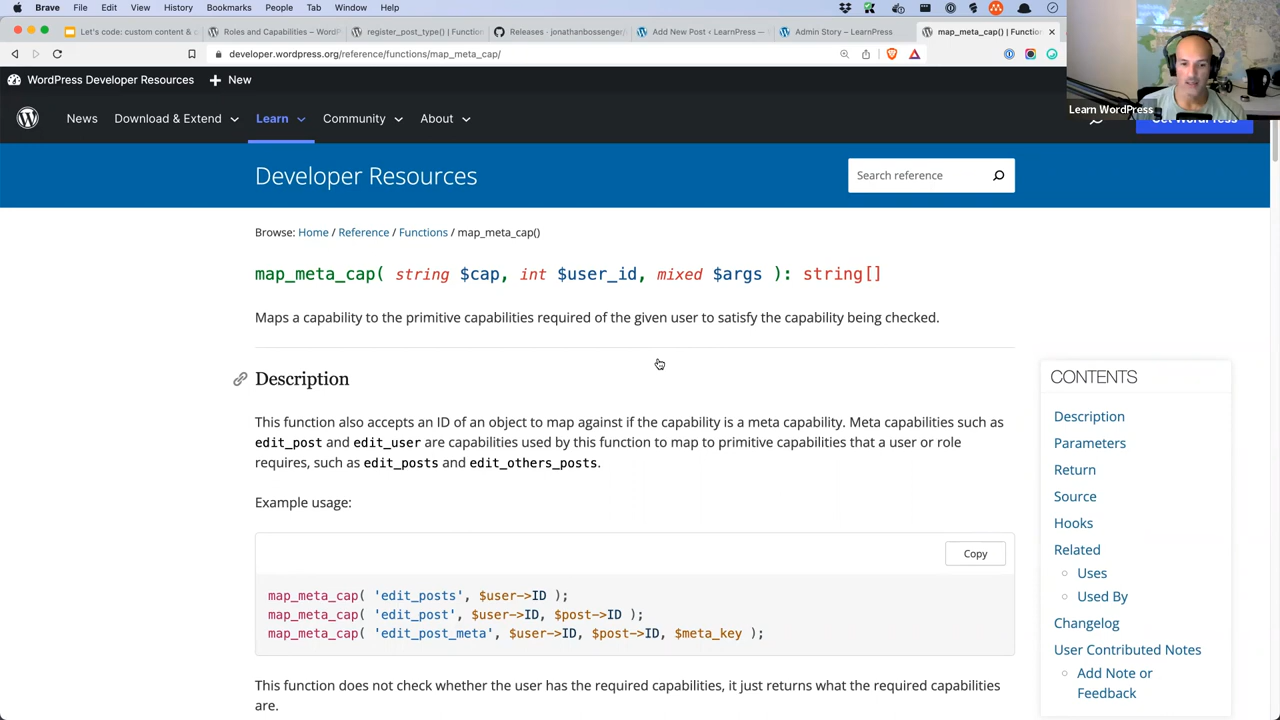 Brave File Edit View History Bookmarks People Tab Window Help
Let's code: custom content &
Roles and Capabilities – WordP
register_post_type() | Function
Releases · jonathanbossenger/
Add New Post ‹ LearnPress —
Admin Story – LearnPress
map_meta_cap() | Functio
developer.wordpress.org/reference/functions/map_meta_cap/
WordPress Developer Resources New
Learn WordPress
News Download & Extend Learn Community About
Get WordPress
Developer Resources
Search reference
Browse: Home / Reference / Functions / map_meta_cap()
map_meta_cap( string $cap, int $user_id, mixed $args ): string[]
Maps a capability to the primitive capabilities required of the given user to satisfy the capability being checked.
Description
This function also accepts an ID of an object to map against if the capability is a meta capability. Meta capabilities such as
edit_post and edit_user are capabilities used by this function to map to primitive capabilities that a user or role
requires, such as edit_posts and edit_others_posts.
Example usage:
Copy
map_meta_cap( 'edit_posts', $user->ID );
map_meta_cap( 'edit_post', $user->ID, $post->ID );
map_meta_cap( 'edit_post_meta', $user->ID, $post->ID, $meta_key );
This function does not check whether the user has the required capabilities, it just returns what the required capabilities
are.
CONTENTS
Description
Parameters
Return
Source
Hooks
Related
Uses
Used By
Changelog
User Contributed Notes
Add Note or
Feedback